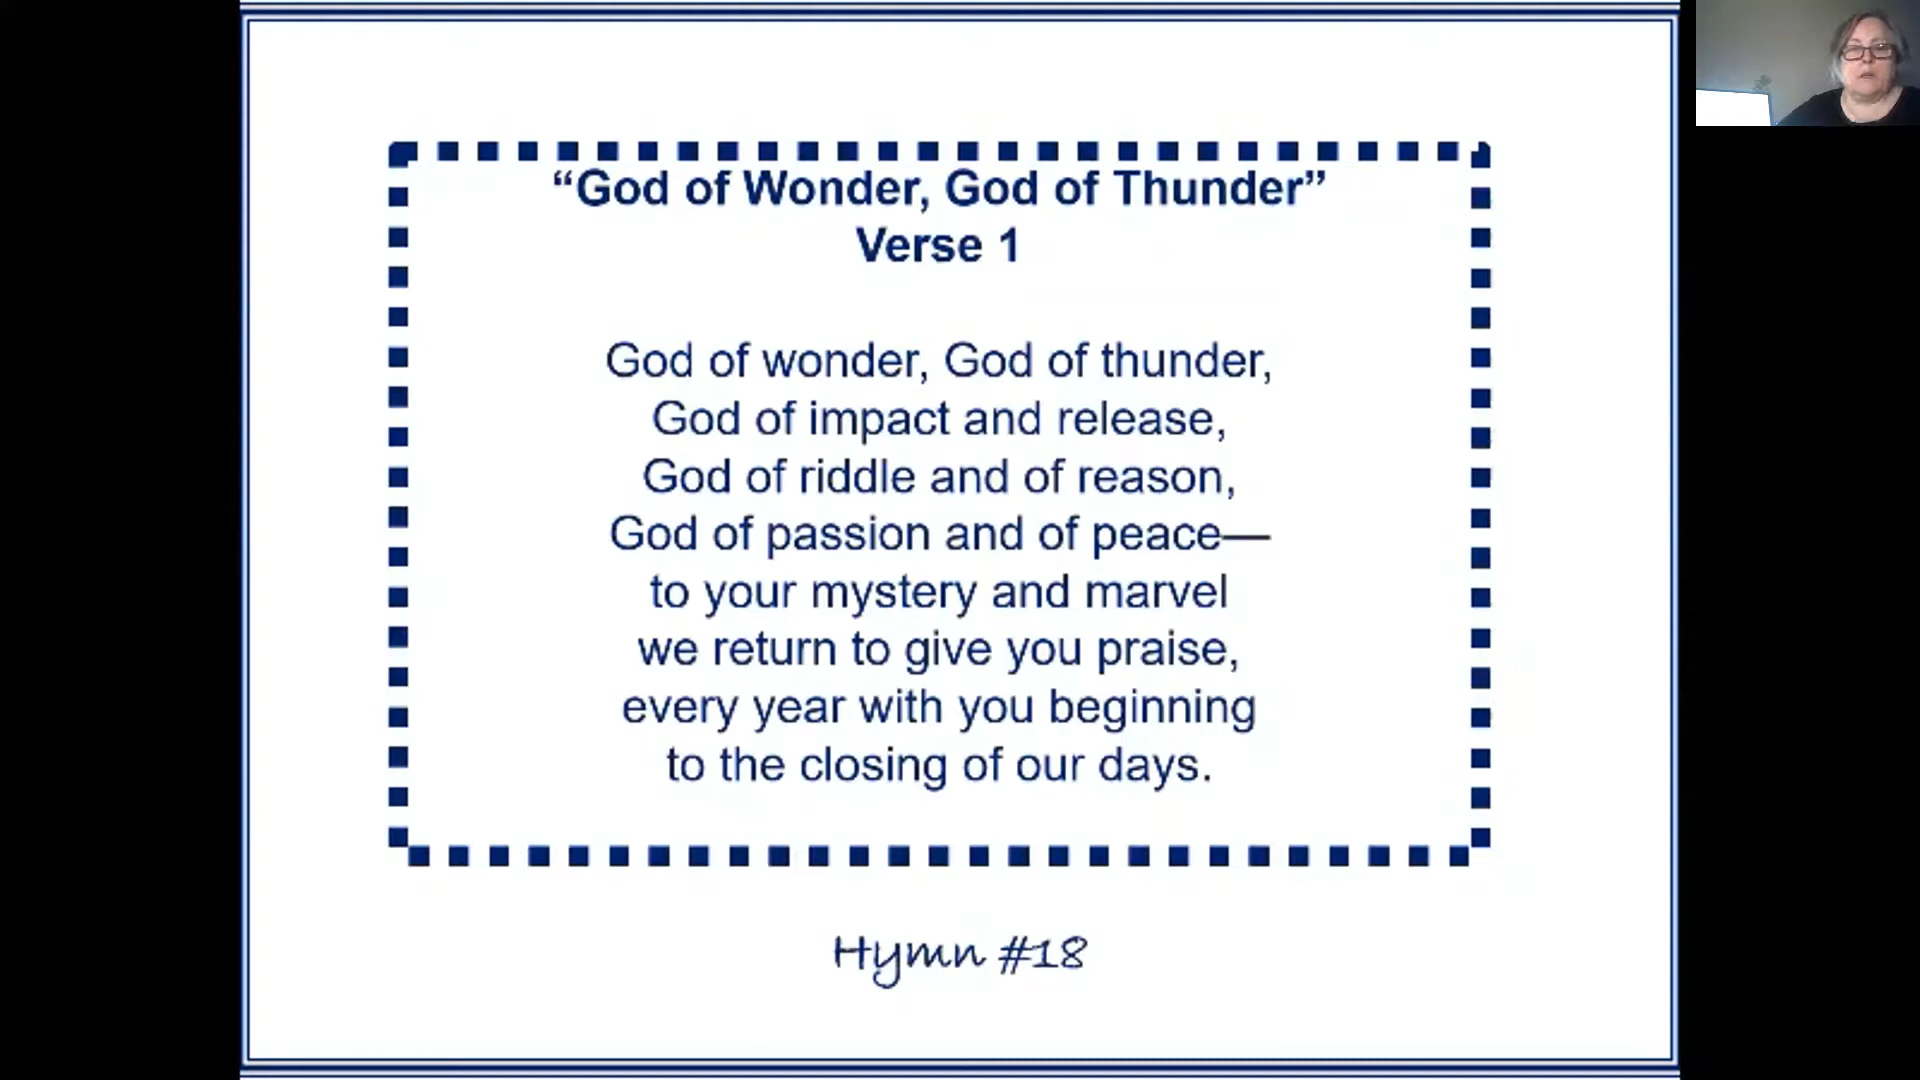 “God of Wonder, God of Thunder”
Verse 1
God of wonder, God of thunder,
God of impact and release,
God of riddle and of reason,
God of passion and of peace—
to your mystery and marvel
we return to give you praise,
every year with you beginning
to the closing of our days.
Hymn #18